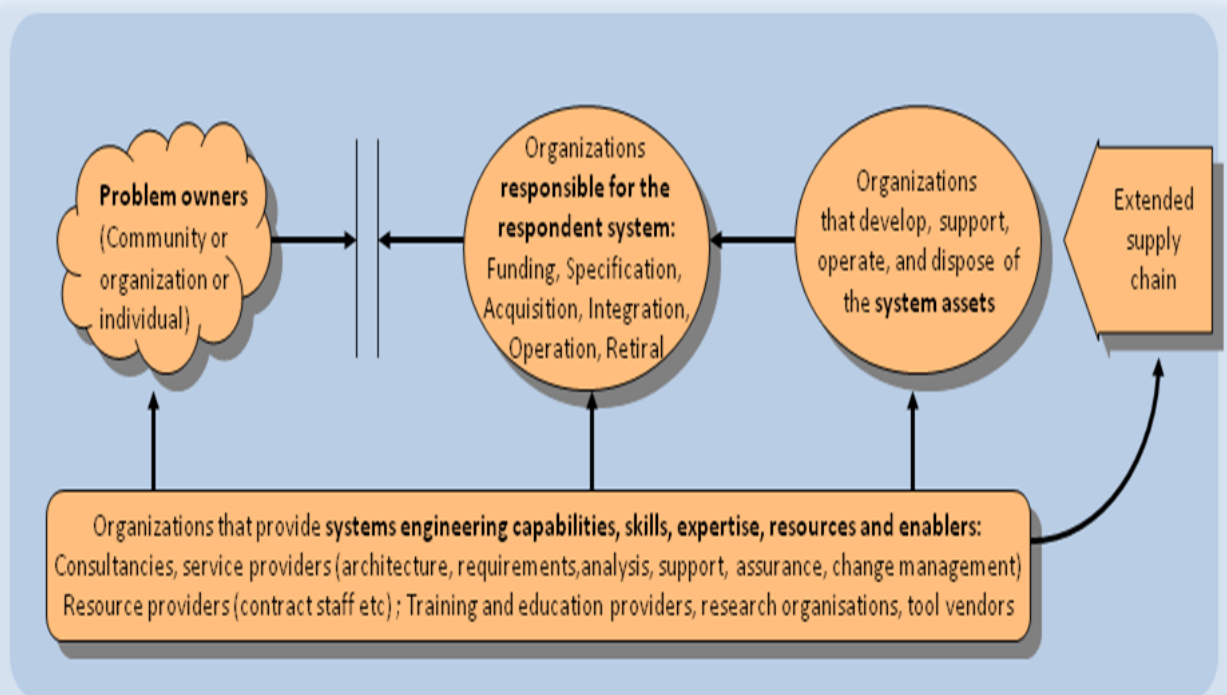 Problem owners
(Community or
organization or
individual)
Organizations
responsible for the
respondent system:
Funding, Specification,
Acquisition, Integration,
Operation, Retiral
Organizations
that develop, support,
operate, and dispose of
the system assets
Extended
supply
chain
Organizations that provide systems engineering capabilities, skills, expertise, resources and enablers:
Consultancies, service providers (architecture, requirements,analysis, support, assurance, change management)
Resource providers (contract staff etc) ; Training and education providers, research organisations, tool vendors